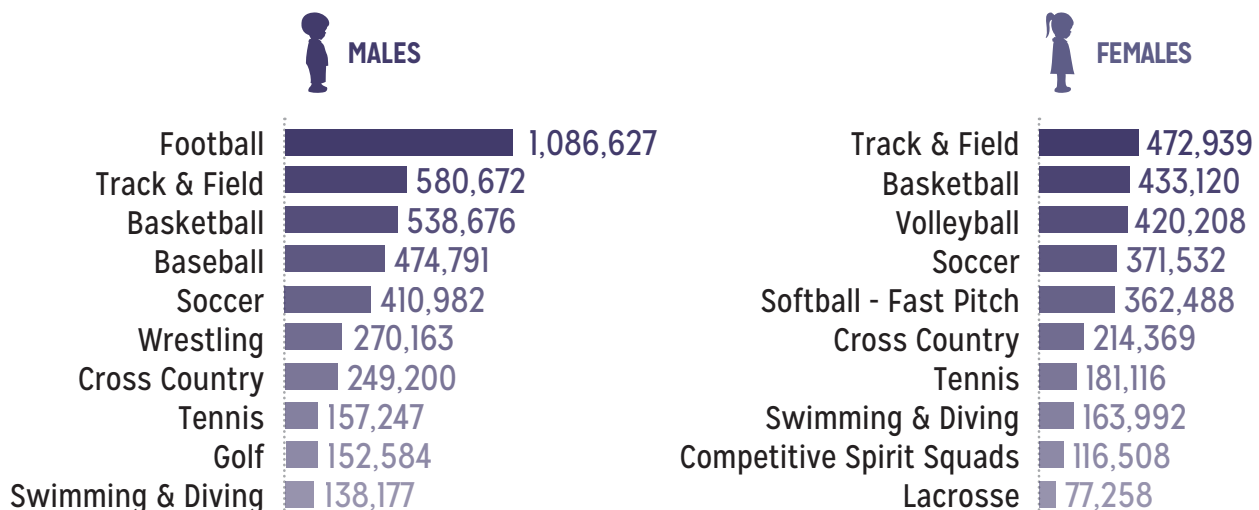 MALES
Football 1,086,627
Track & Field 580,672
Basketball 538,676
Baseball 474,791
Soccer 410,982
Wrestling 270,163
Cross Country 249,200
Tennis 157,247
Golf 152,584
Swimming & Diving 138,177
FEMALES
Track & Field 472,939
Basketball 433,120
Volleyball 420,208
Soccer 371,532
Softball - Fast Pitch 362,488
Cross Country 214,369
Tennis 181,116
Swimming & Diving 163,992
Competitive Spirit Squads 116,508
Lacrosse 77,258